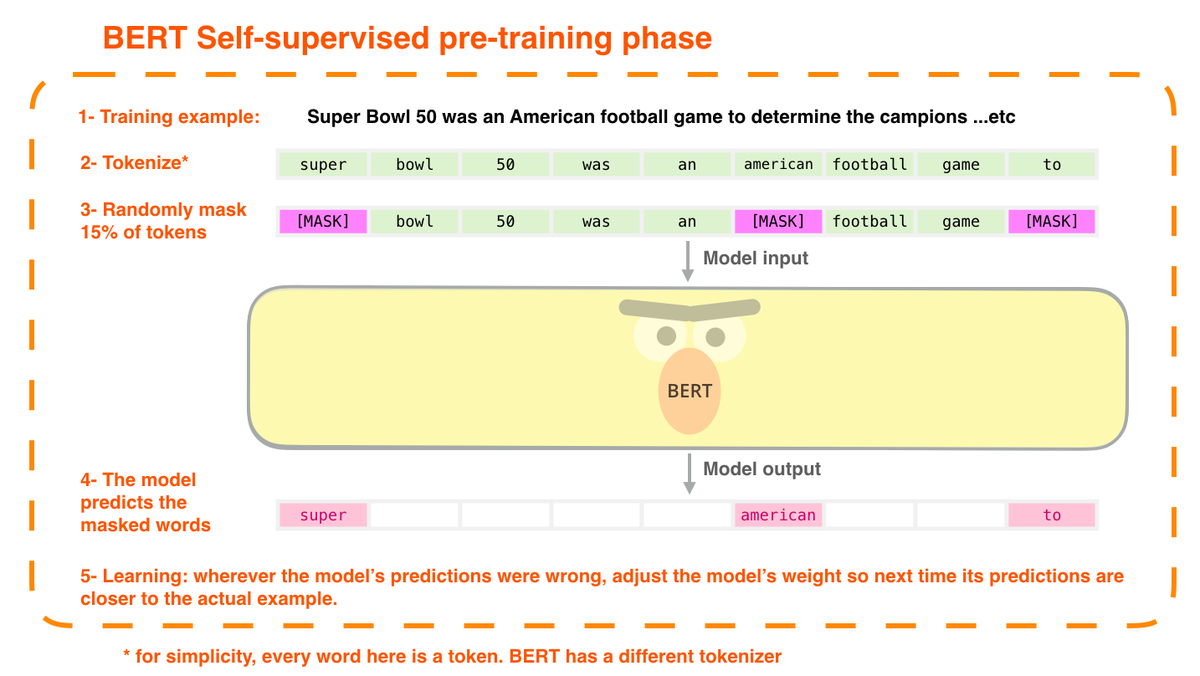 BERT Self-supervised pre-training phase
1- Training example: Super Bowl 50 was an American football game to determine the campions ...etc
2- Tokenize* super bowl 50 was an american football game to
3- Randomly mask
15% of tokens
[MASK] bowl 50 was an [MASK] football game [MASK]
Model input
BERT
Model output
4- The model
predicts the
masked words
super american to
5- Learning: wherever the model's predictions were wrong, adjust the model's weight so next time its predictions are
closer to the actual example.
* for simplicity, every word here is a token. BERT has a different tokenizer